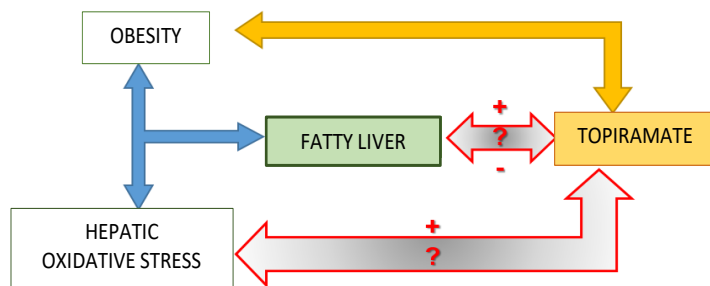 OBESITY
+
FATTY LIVER
?
TOPIRAMATE
-
HEPATIC
OXIDATIVE STRESS
+
?